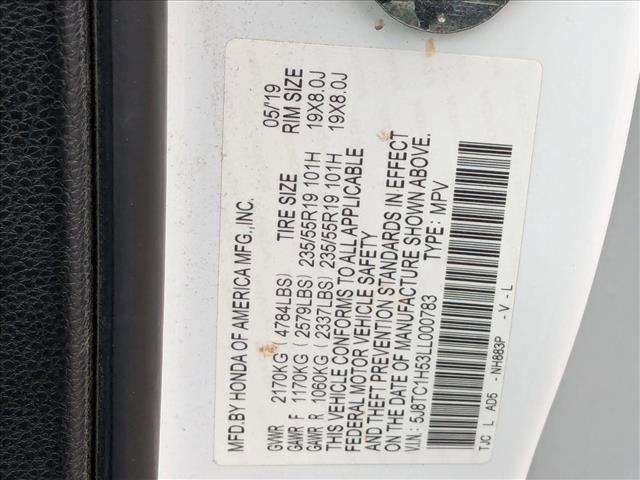 MFD.BY HONDA OF AMERICA MFG.,INC. 05/'19
GVWR 2170KG ( 4784LBS) TIRE SIZE RIM SIZE
GAWR F 1170KG ( 2579LBS) 235/55R19 101H 19X8.0J
GAWR R 1060KG ( 2337LBS) 235/55R19 101H 19X8.0J
THIS VEHICLE CONFORMS TO ALL APPLICABLE
FEDERAL MOTOR VEHICLE SAFETY
AND THEFT PREVENTION STANDARDS IN EFFECT
ON THE DATE OF MANUFACTURE SHOWN ABOVE.
V.I.N.: 5J8TC1H53LL000783 TYPE: MPV
TJC L AD5 - NH883P - V - L